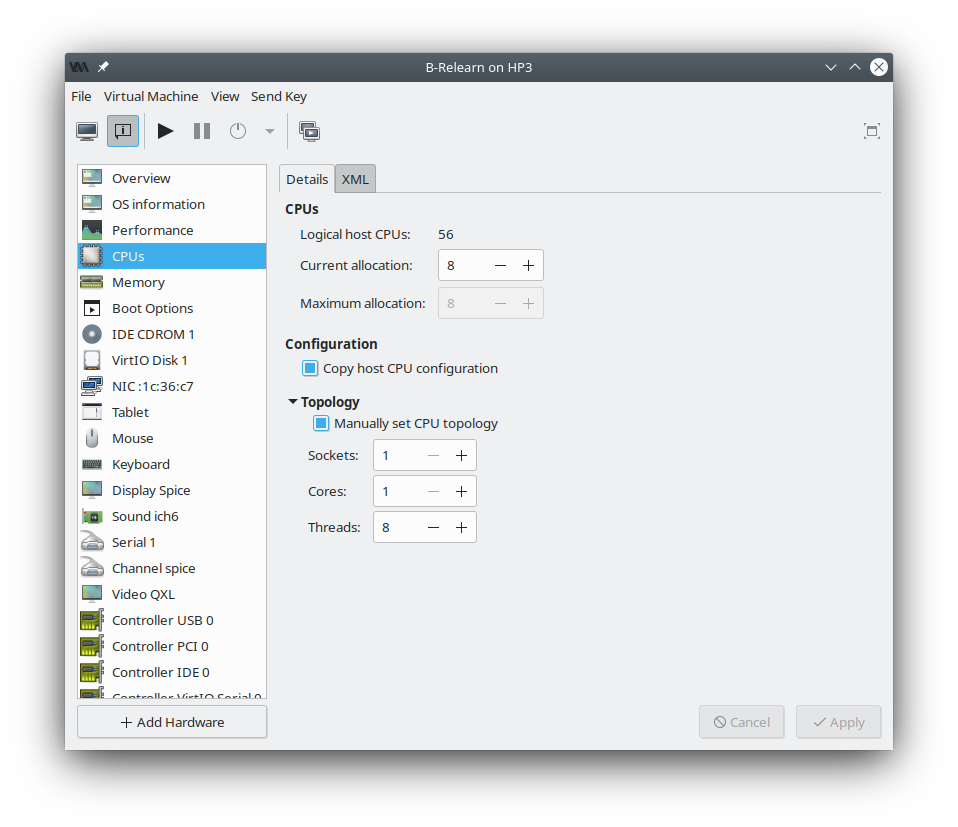 B-Relearn on HP3
File Virtual Machine View Send Key
Overview
OS information
Performance
CPUs
Memory
Boot Options
IDE CDROM 1
VirtIO Disk 1
NIC :1c:36:c7
Tablet
Mouse
Keyboard
Display Spice
Sound ich6
Serial 1
Channel spice
Video QXL
Controller USB 0
Controller PCI 0
Controller IDE 0
Controller VirtIO Serial 0
Add Hardware
Details XML
CPUs
Logical host CPUs: 56
Current allocation: 8
Maximum allocation: 8
Configuration
Copy host CPU configuration
Topology
Manually set CPU topology
Sockets: 1
Cores: 1
Threads: 8
Cancel Apply